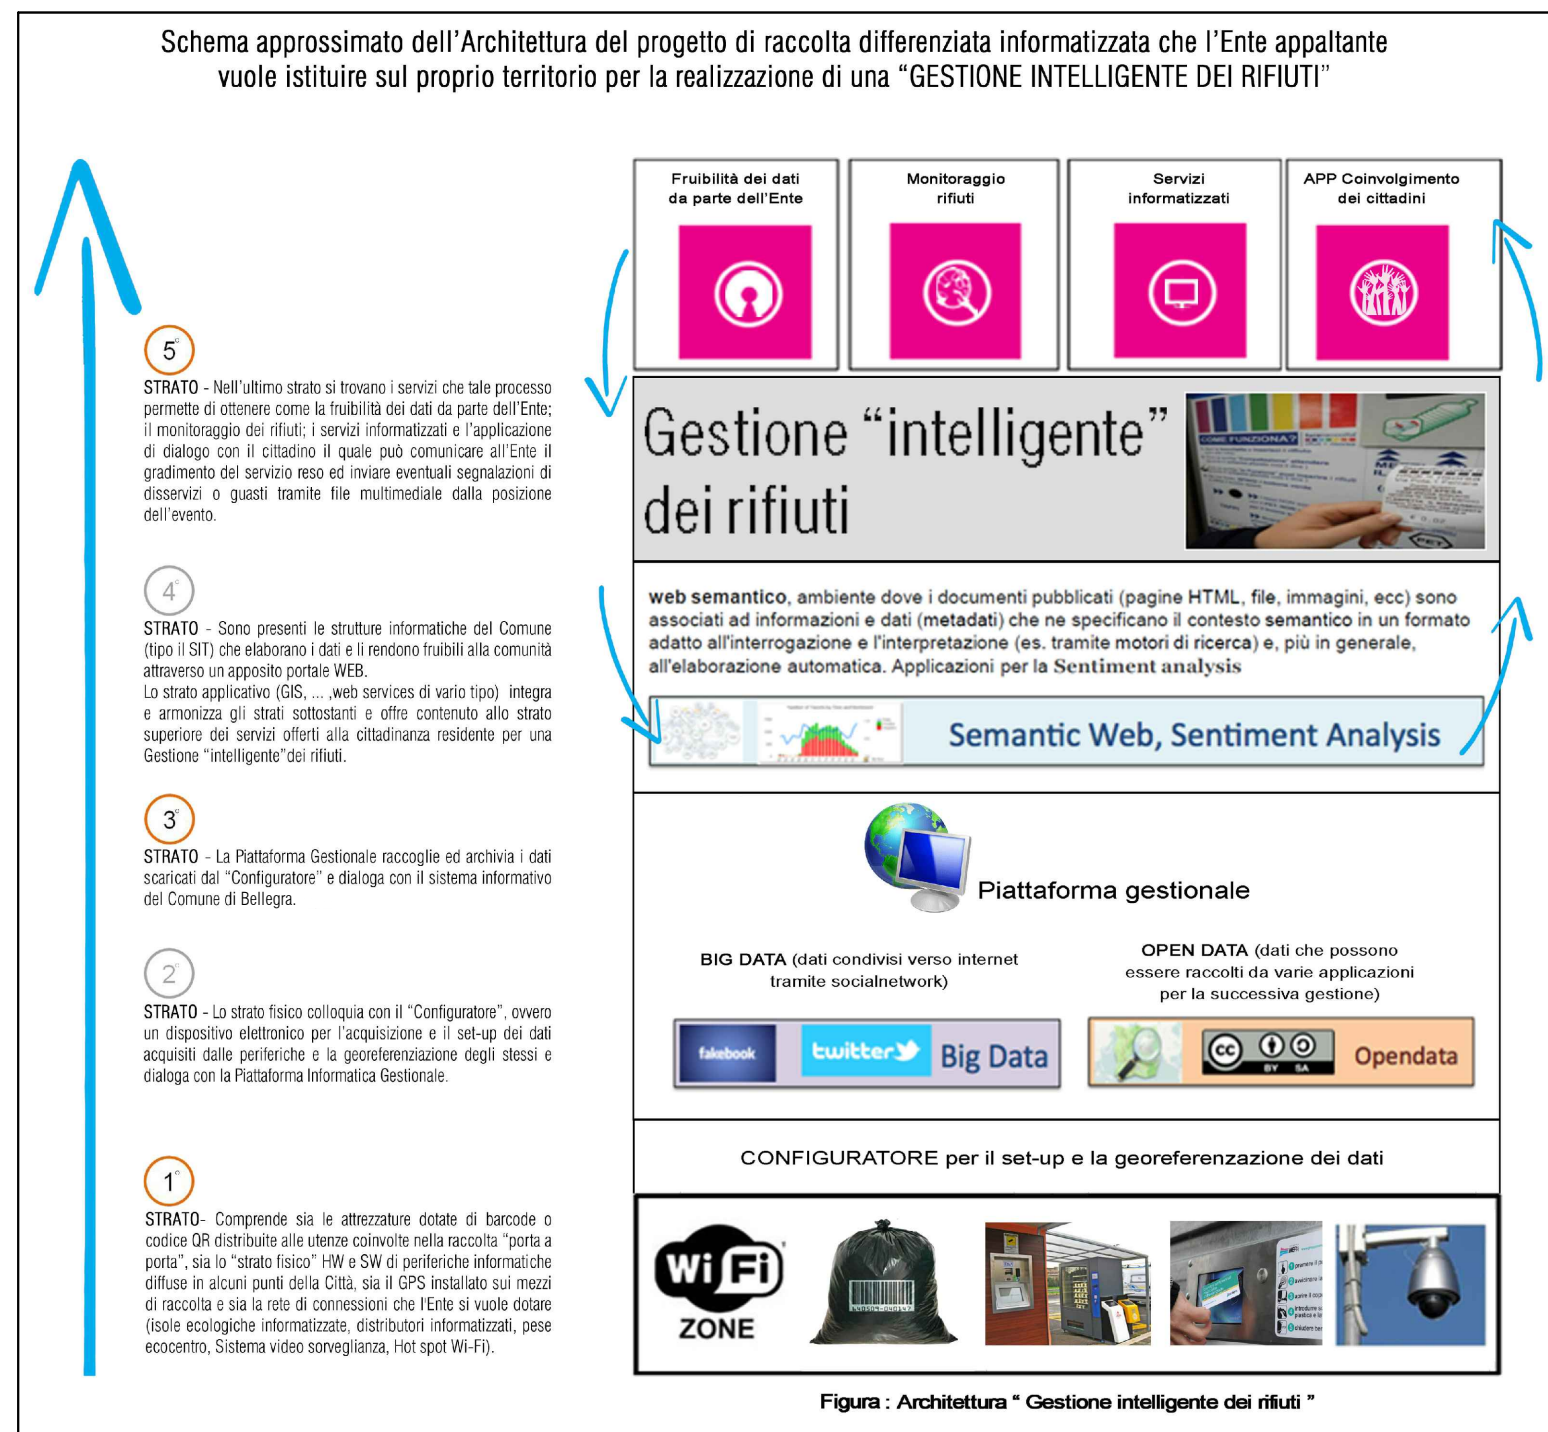 Schema approssimato dell'Architettura del progetto di raccolta differenziata informatizzata che l'Ente appaltante
vuole istituire sul proprio territorio per la realizzazione di una “GESTIONE INTELLIGENTE DEI RIFIUTI”
5°
STRATO - Nell'ultimo strato si trovano i servizi che tale processo
permette di ottenere come la fruibilità dei dati da parte dell'Ente;
il monitoraggio dei rifiuti; i servizi informatizzati e l'applicazione
di dialogo con il cittadino il quale può comunicare all'Ente il
gradimento del servizio reso ed inviare eventuali segnalazioni di
disservizi o guasti tramite file multimediale dalla posizione
dell'evento.
4°
STRATO - Sono presenti le strutture informatiche del Comune
(tipo il SIT) che elaborano i dati e li rendono fruibili alla comunità
attraverso un apposito portale WEB.
Lo strato applicativo (GIS, ... ,web services di vario tipo) integra
e armonizza gli strati sottostanti e offre contenuto allo strato
superiore dei servizi offerti alla cittadinanza residente per una
Gestione “intelligente”dei rifiuti.
3°
STRATO - La Piattaforma Gestionale raccoglie ed archivia i dati
scaricati dal “Configuratore” e dialoga con il sistema informativo
del Comune di Bellegra.
2°
STRATO - Lo strato fisico colloquia con il “Configuratore”, ovvero
un dispositivo elettronico per l'acquisizione e il set-up dei dati
acquisiti dalle periferiche e la georeferenziazione degli stessi e
dialoga con la Piattaforma Informatica Gestionale.
1°
STRATO- Comprende sia le attrezzature dotate di barcode o
codice QR distribuite alle utenze coinvolte nella raccolta “porta a
porta”, sia lo “strato fisico” HW e SW di periferiche informatiche
diffuse in alcuni punti della Città, sia il GPS installato sui mezzi
di raccolta e sia la rete di connessioni che l'Ente si vuole dotare
(isole ecologiche informatizzate, distributori informatizzati, pese
ecocentro, Sistema video sorveglianza, Hot spot Wi-Fi).
Fruibilità dei dati
da parte dell'Ente
Monitoraggio
rifiuti
Servizi
informatizzati
APP Coinvolgimento
dei cittadini
Gestione “intelligente”
dei rifiuti
COME FUNZIONA?
€ 0,02
PET
web semantico, ambiente dove i documenti pubblicati (pagine HTML, file, immagini, ecc) sono
associati ad informazioni e dati (metadati) che ne specificano il contesto semantico in un formato
adatto all'interrogazione e l'interpretazione (es. tramite motori di ricerca) e, più in generale,
all'elaborazione automatica. Applicazioni per la Sentiment analysis
Semantic Web, Sentiment Analysis
Piattaforma gestionale
BIG DATA (dati condivisi verso internet
tramite socialnetwork)
OPEN DATA (dati che possono
essere raccolti da varie applicazioni
per la successiva gestione)
fakebook
twitter
Big Data
cc
BY SA
Opendata
CONFIGURATORE per il set-up e la georeferenzazione dei dati
Wi Fi
ZONE
Figura : Architettura “ Gestione intelligente dei rifiuti ”